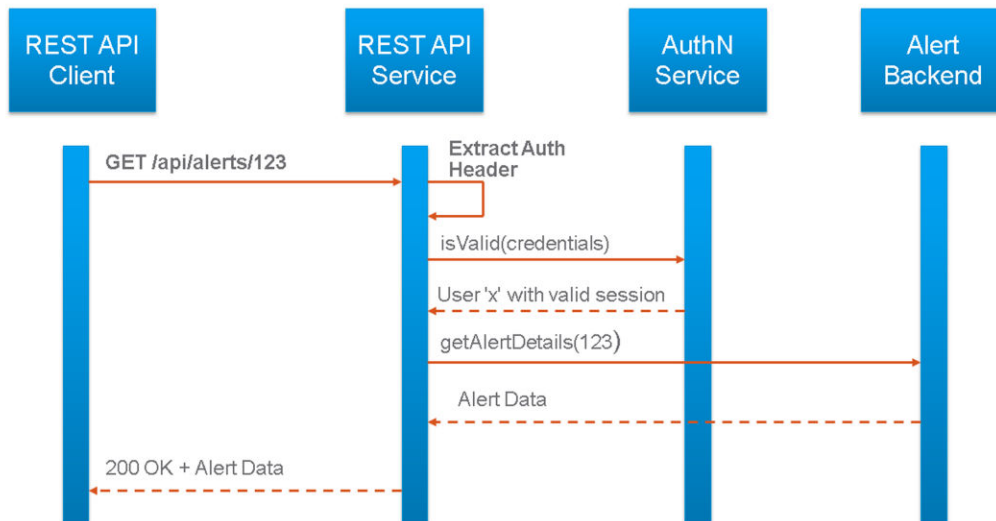 REST API
Client
REST API
Service
AuthN
Service
Alert
Backend
GET /api/alerts/123
Extract Auth
Header
isValid(credentials)
User 'x' with valid session
getAlertDetails(123)
Alert Data
200 OK + Alert Data